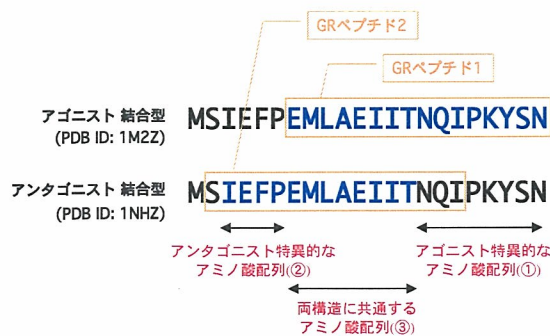 GRペプチド2
GRペプチド1
アゴニスト 結合型
(PDB ID: 1M2Z)
MSIEFPEMLAEIITNQIPKYSN
アンタゴニスト 結合型
(PDB ID: 1NHZ)
MSIEFPEMLAEIITNQIPKYSN
アンタゴニスト特異的な
アミノ酸配列(②)
アゴニスト特異的な
アミノ酸配列(①)
両構造に共通する
アミノ酸配列(③)